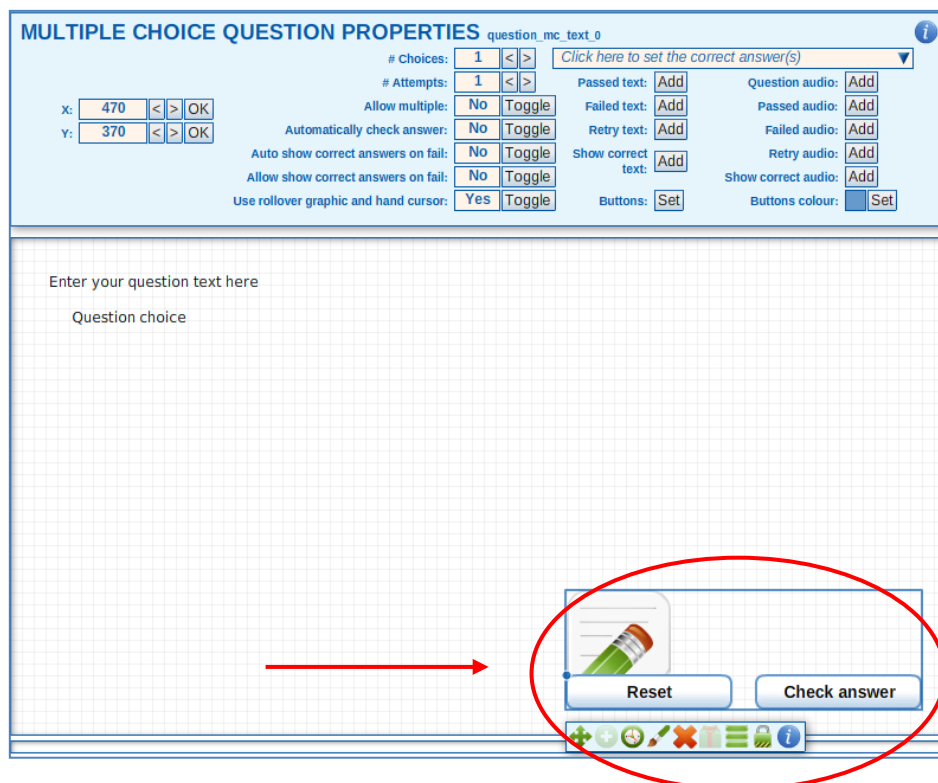 MULTIPLE CHOICE QUESTION PROPERTIES question_mc_text_0 i
# Choices: 1 < > Click here to set the correct answer(s)
# Attempts: 1 < > Passed text: Add Question audio: Add
X: 470 < > OK Allow multiple: No Toggle Failed text: Add Passed audio: Add
Y: 370 < > OK Automatically check answer: No Toggle Retry text: Add Failed audio: Add
Auto show correct answers on fail: No Toggle Show correct text: Add Retry audio: Add
Allow show correct answers on fail: No Toggle Show correct audio: Add
Use rollover graphic and hand cursor: Yes Toggle Buttons: Set Buttons colour: Set
Enter your question text here
Question choice
Reset Check answer
i